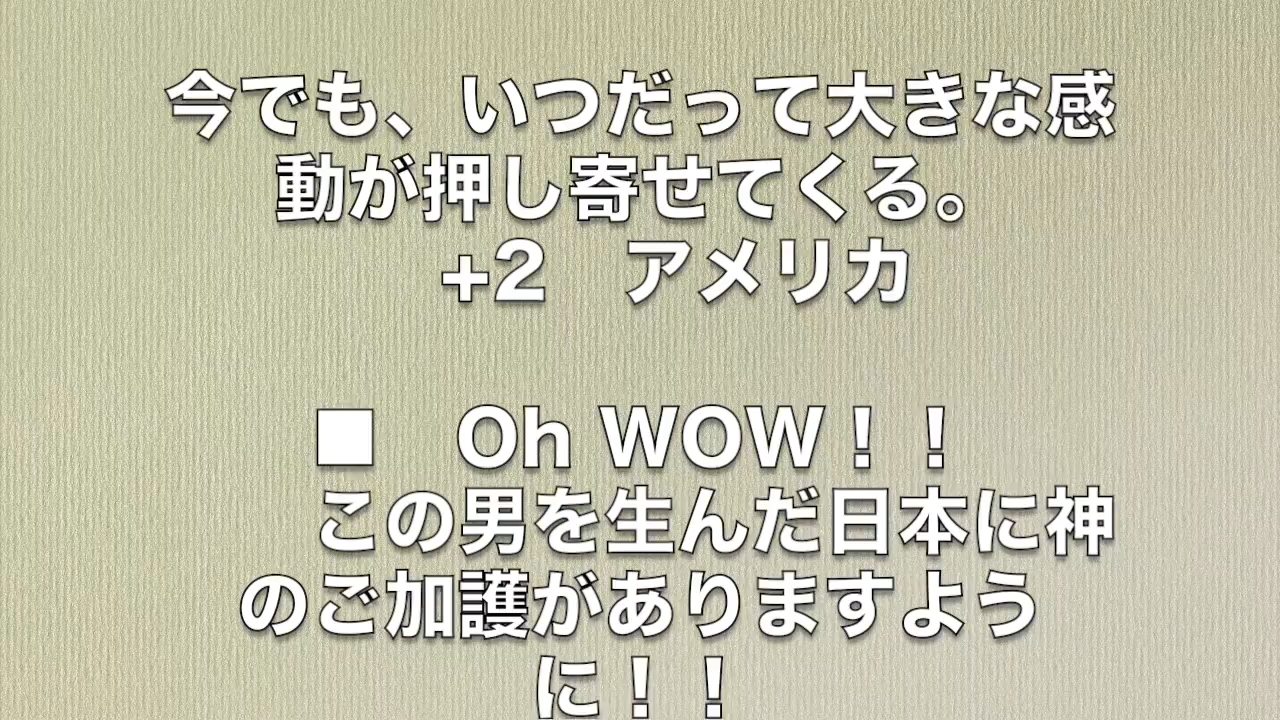 今でも、いつだって大きな感
動が押し寄せてくる。
+2　アメリカ
■　Oh WOW！！
この男を生んだ日本に神
のご加護がありますよう
に！！